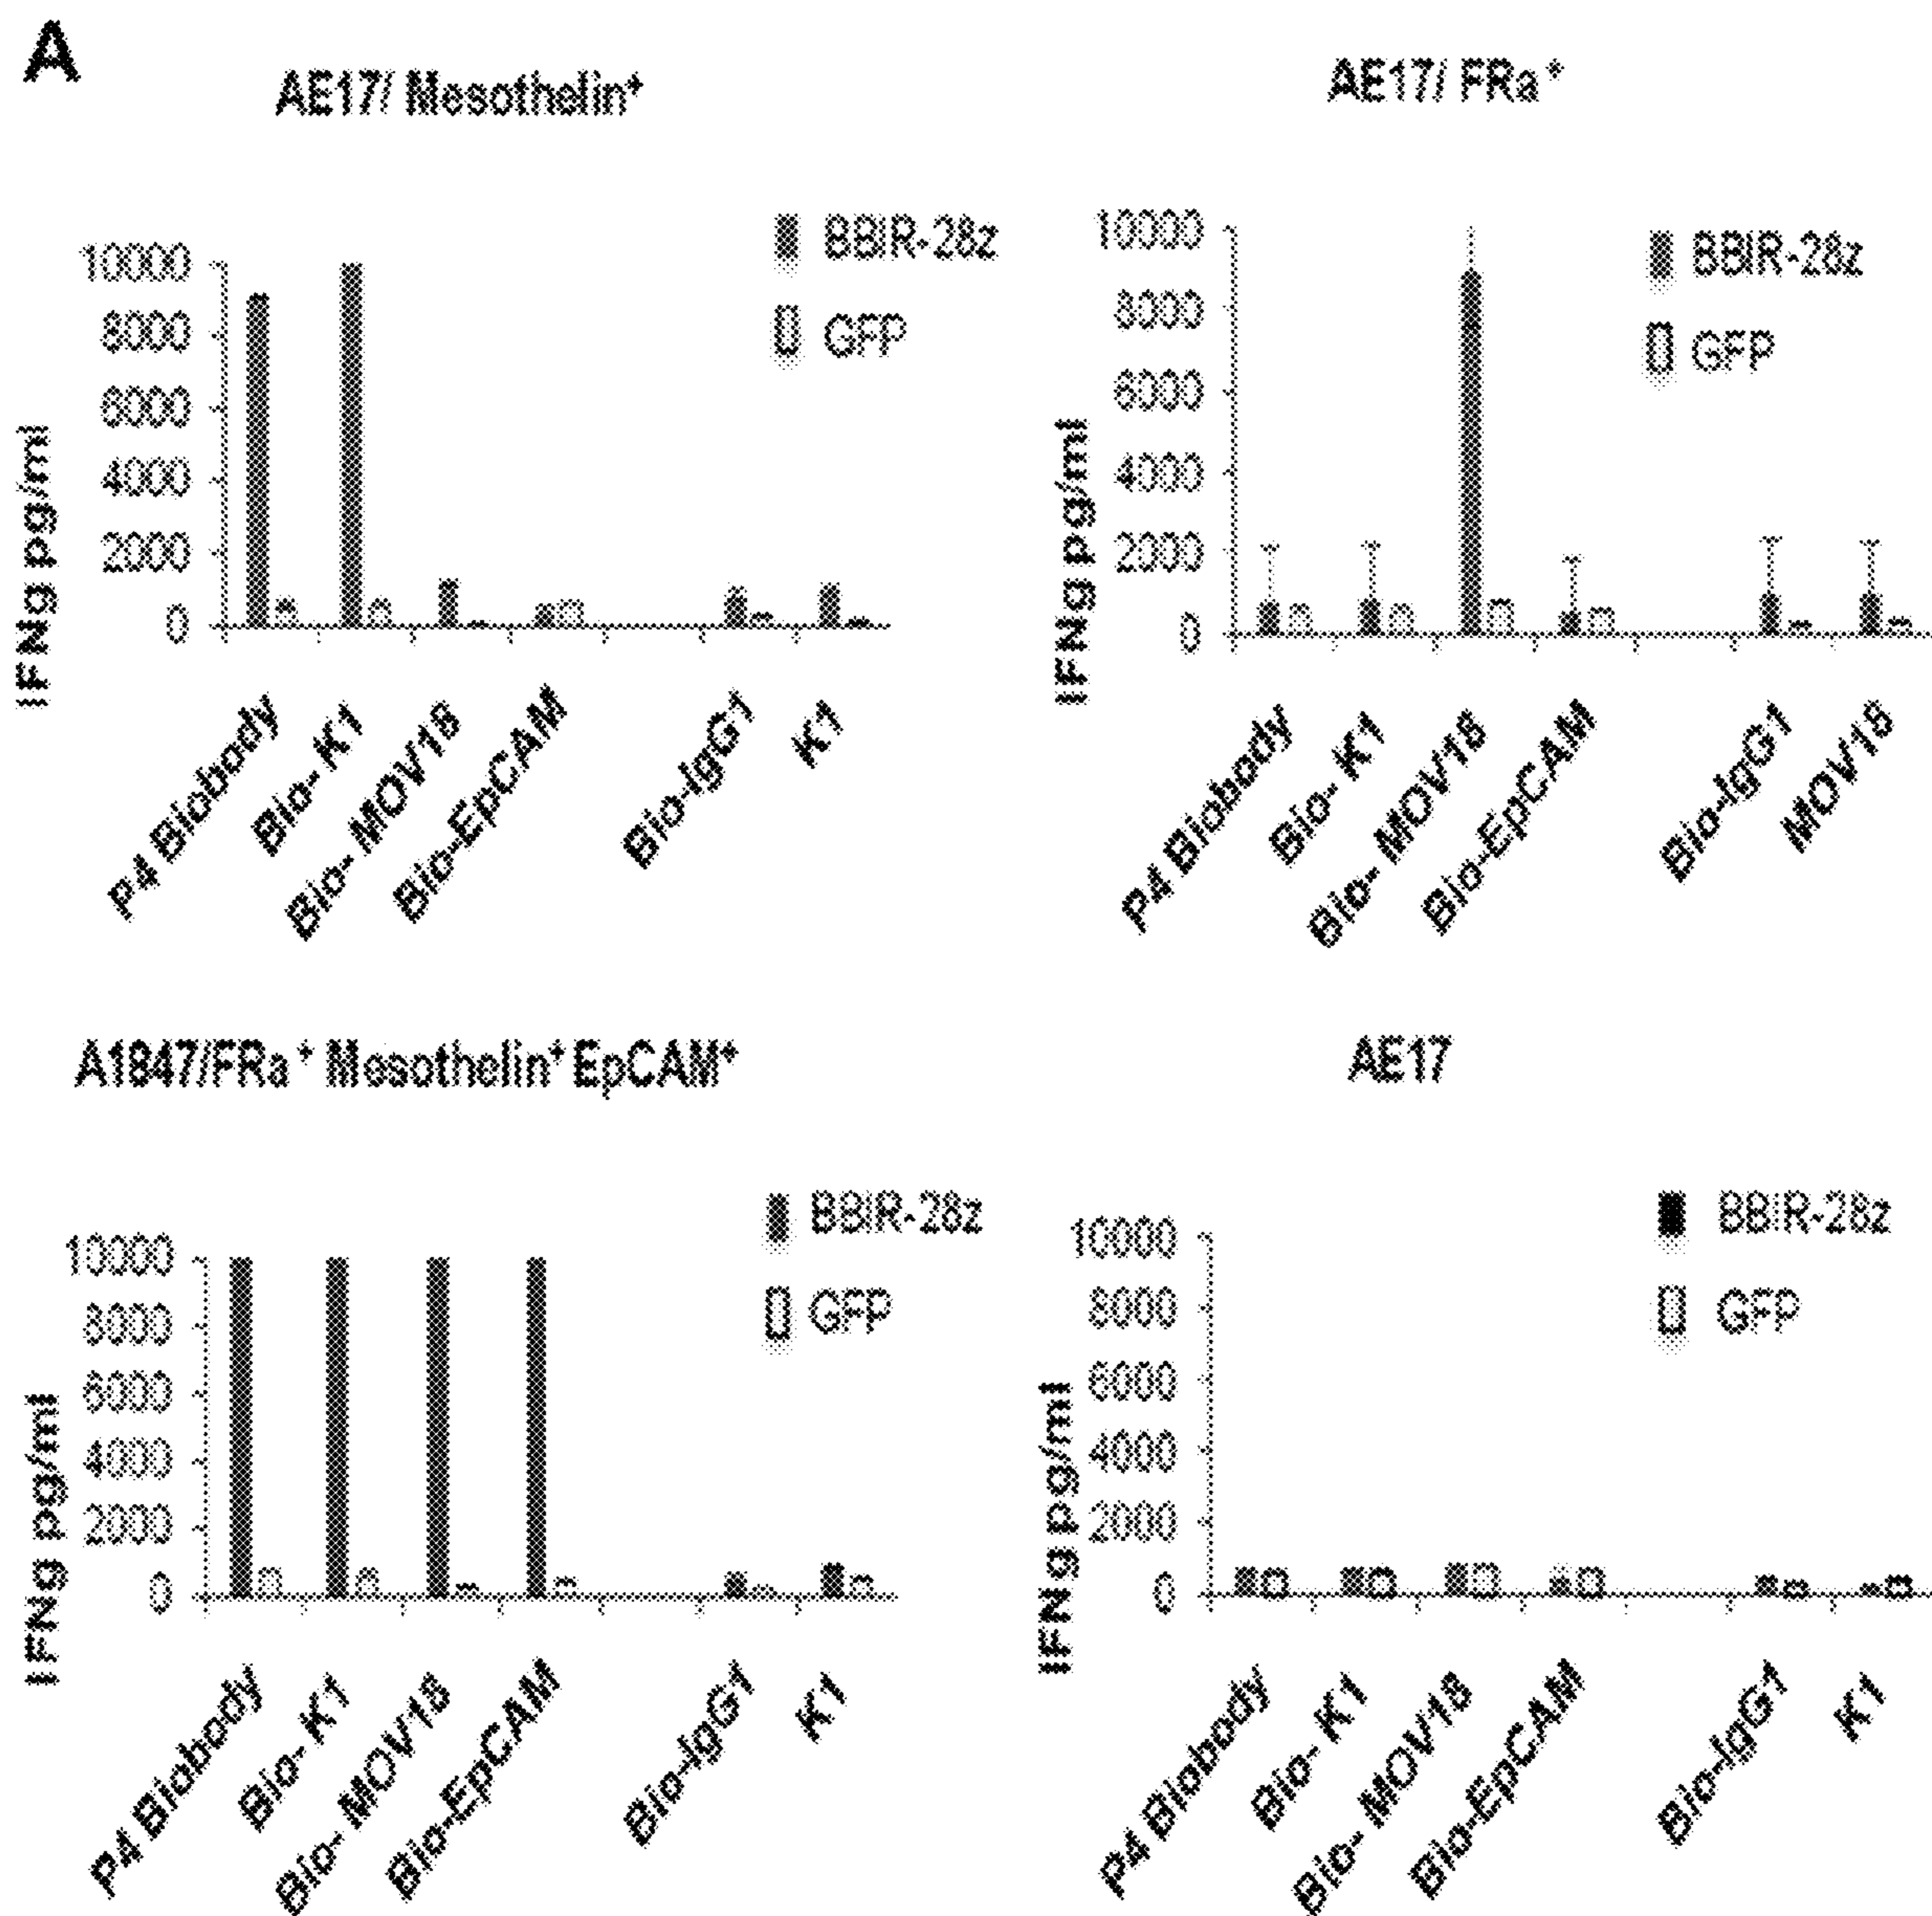 A
AE17/ Mesothelin⁺
BBIR-28z
GFP
IFNg pg/ml
10000
8000
6000
4000
2000
0
P4 Biobody
Bio- K1
Bio- MOV18
Bio-EpCAM
Bio-IgG1
K1
AE17/ FRa ⁺
BBIR-28z
GFP
IFNg pg/ml
10000
8000
6000
4000
2000
0
P4 Biobody
Bio- K1
Bio- MOV18
Bio-EpCAM
Bio-IgG1
MOV18
A1847/FRa ⁺ Mesothelin⁺ EpCAM⁺
BBIR-28z
GFP
IFNg pg/ml
10000
8000
6000
4000
2000
0
P4 Biobody
Bio- K1
Bio- MOV18
Bio-EpCAM
Bio-IgG1
K1
AE17
BBIR-28z
GFP
IFNg pg/ml
10000
8000
6000
4000
2000
0
P4 Biobody
Bio- K1
Bio- MOV18
Bio-EpCAM
Bio-IgG1
K1